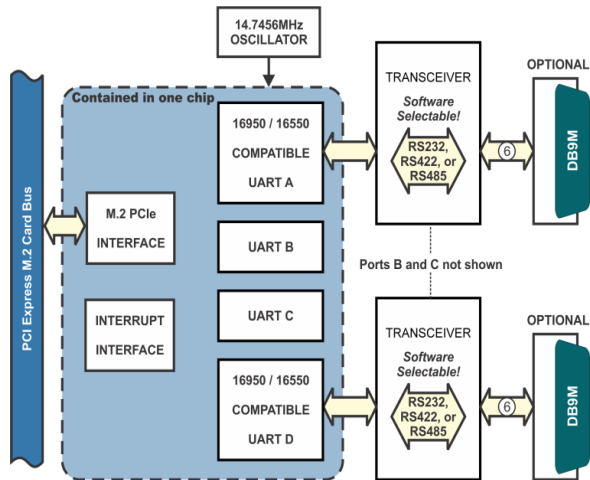 14.7456MHz
OSCILLATOR
Contained in one chip
PCI Express M.2 Card Bus
M.2 PCIe
INTERFACE
INTERRUPT
INTERFACE
16950 / 16550
COMPATIBLE
UART A
UART B
UART C
16950 / 16550
COMPATIBLE
UART D
TRANSCEIVER
Software
Selectable!
RS232,
RS422, or
RS485
6
OPTIONAL
DB9M
Ports B and C not shown
TRANSCEIVER
Software
Selectable!
RS232,
RS422, or
RS485
6
OPTIONAL
DB9M